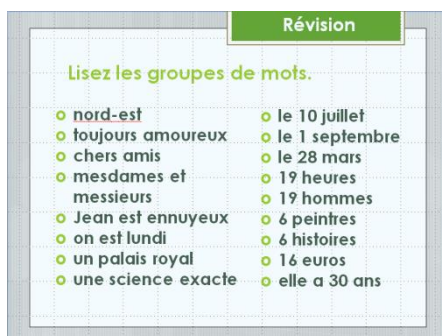 Révision
Lisez les groupes de mots.
nord-est
toujours amoureux
chers amis
mesdames et
messieurs
Jean est ennuyeux
on est lundi
un palais royal
une science exacte
le 10 juillet
le 1 septembre
le 28 mars
19 heures
19 hommes
6 peintres
6 histoires
16 euros
elle a 30 ans